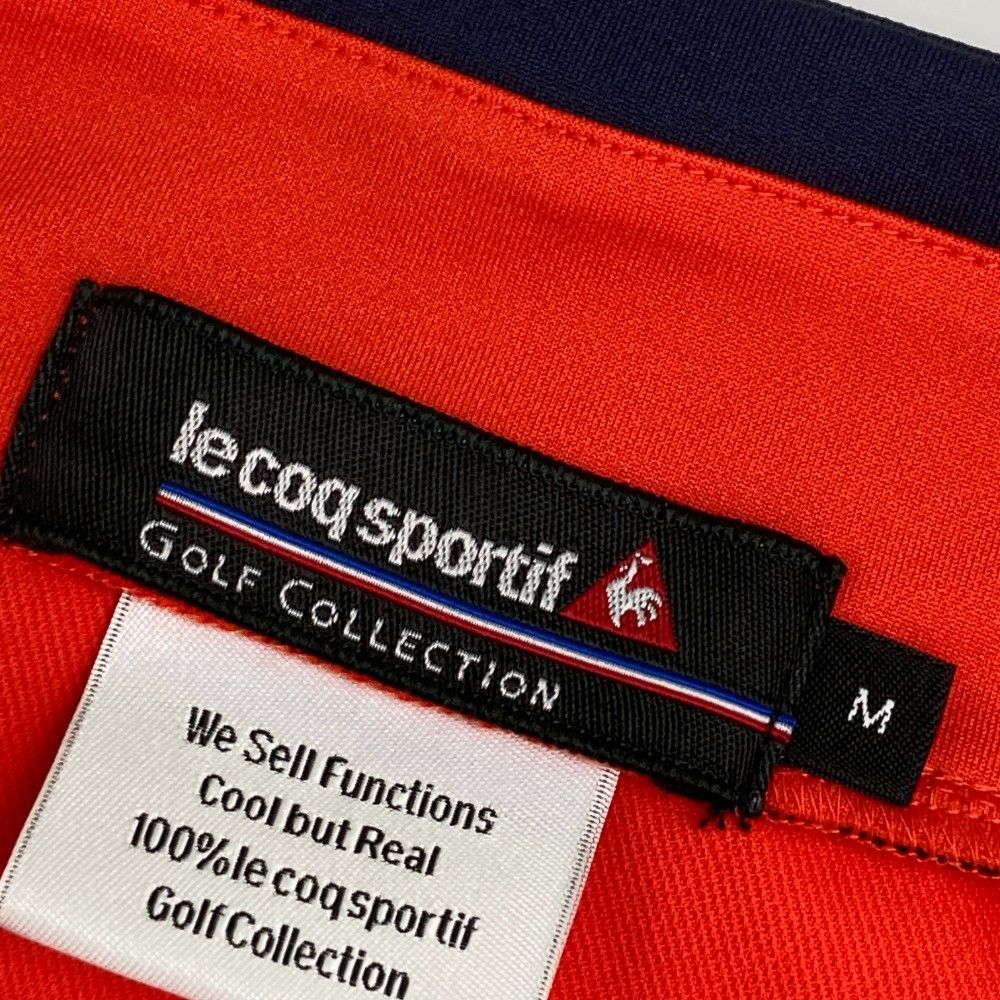 le coq sportif
GOLF COLLECTION
M
We Sell Functions
Cool but Real
100% le coq sportif
Golf Collection